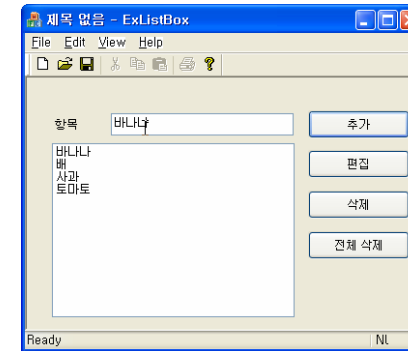 제목 없음 - ExListBox
File Edit View Help
항목 바나나 추가
바나나
배
사과
토마토
편집
삭제
전체 삭제
Ready NU